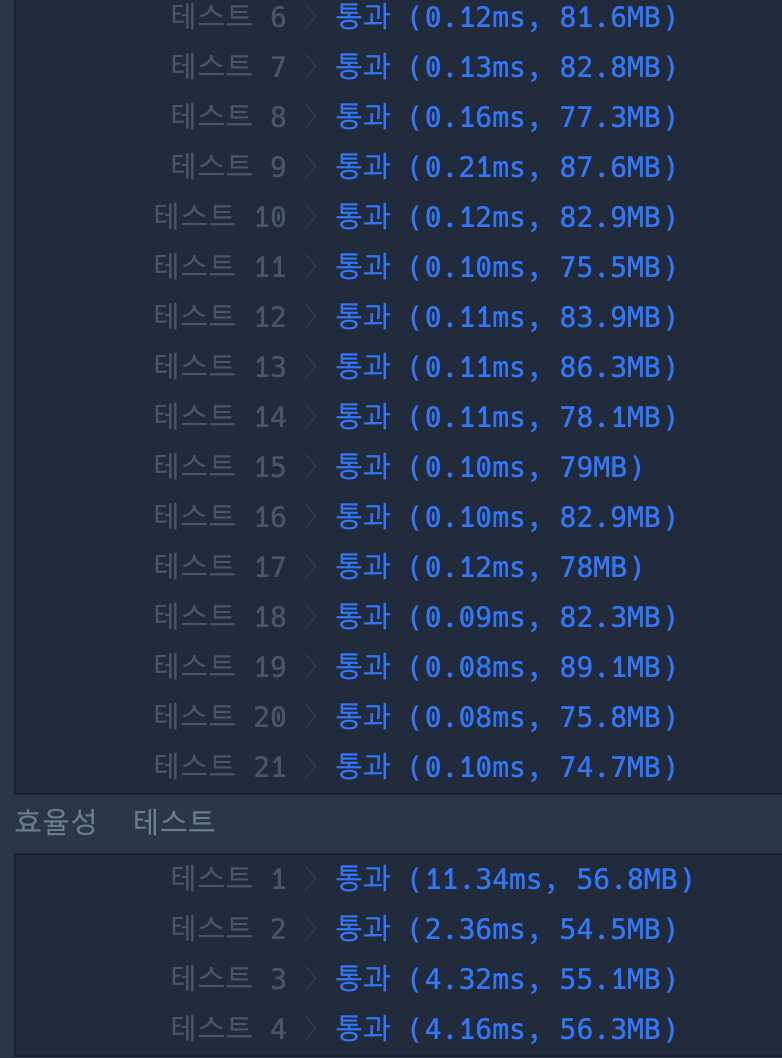 테스트 6 〉 통과 (0.12ms, 81.6MB)
테스트 7 〉 통과 (0.13ms, 82.8MB)
테스트 8 〉 통과 (0.16ms, 77.3MB)
테스트 9 〉 통과 (0.21ms, 87.6MB)
테스트 10 〉 통과 (0.12ms, 82.9MB)
테스트 11 〉 통과 (0.10ms, 75.5MB)
테스트 12 〉 통과 (0.11ms, 83.9MB)
테스트 13 〉 통과 (0.11ms, 86.3MB)
테스트 14 〉 통과 (0.11ms, 78.1MB)
테스트 15 〉 통과 (0.10ms, 79MB)
테스트 16 〉 통과 (0.10ms, 82.9MB)
테스트 17 〉 통과 (0.12ms, 78MB)
테스트 18 〉 통과 (0.09ms, 82.3MB)
테스트 19 〉 통과 (0.08ms, 89.1MB)
테스트 20 〉 통과 (0.08ms, 75.8MB)
테스트 21 〉 통과 (0.10ms, 74.7MB)
효율성 테스트
테스트 1 〉 통과 (11.34ms, 56.8MB)
테스트 2 〉 통과 (2.36ms, 54.5MB)
테스트 3 〉 통과 (4.32ms, 55.1MB)
테스트 4 〉 통과 (4.16ms, 56.3MB)